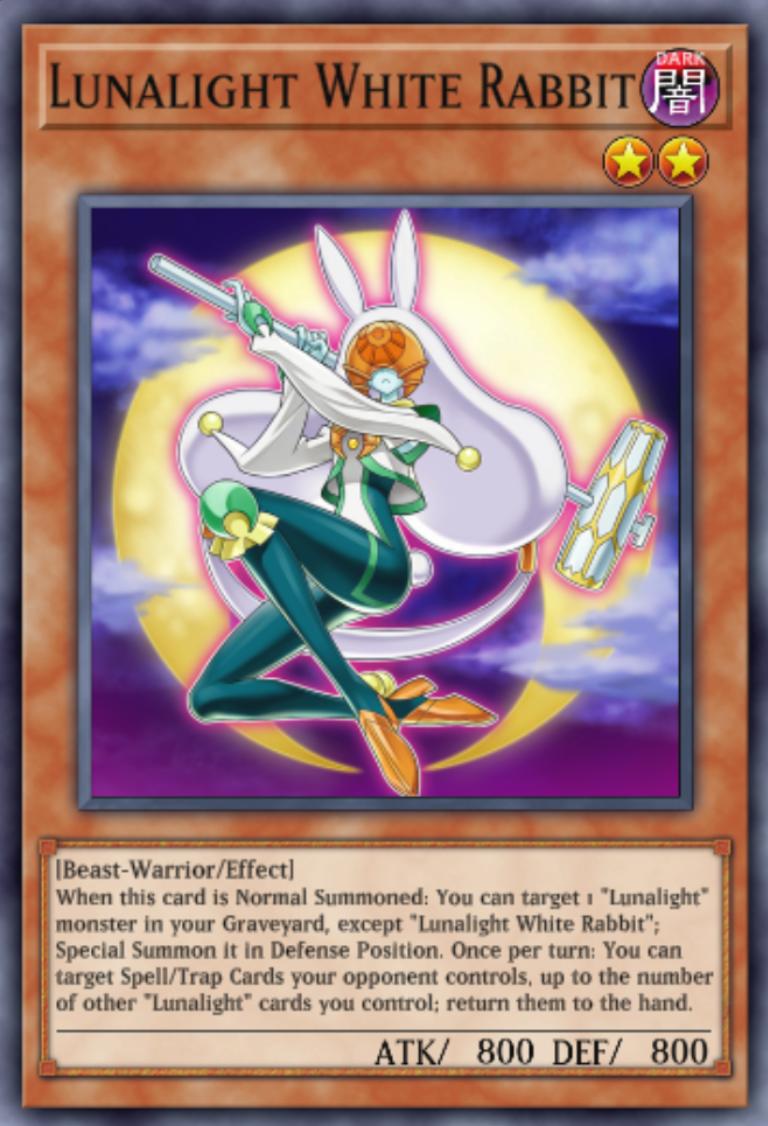 LUNALIGHT WHITE RABBIT
DARK
闇
[Beast-Warrior/Effect]
When this card is Normal Summoned: You can target 1 "Lunalight"
monster in your Graveyard, except "Lunalight White Rabbit";
Special Summon it in Defense Position. Once per turn: You can
target Spell/Trap Cards your opponent controls, up to the number
of other "Lunalight" cards you control; return them to the hand.
ATK/ 800 DEF/ 800